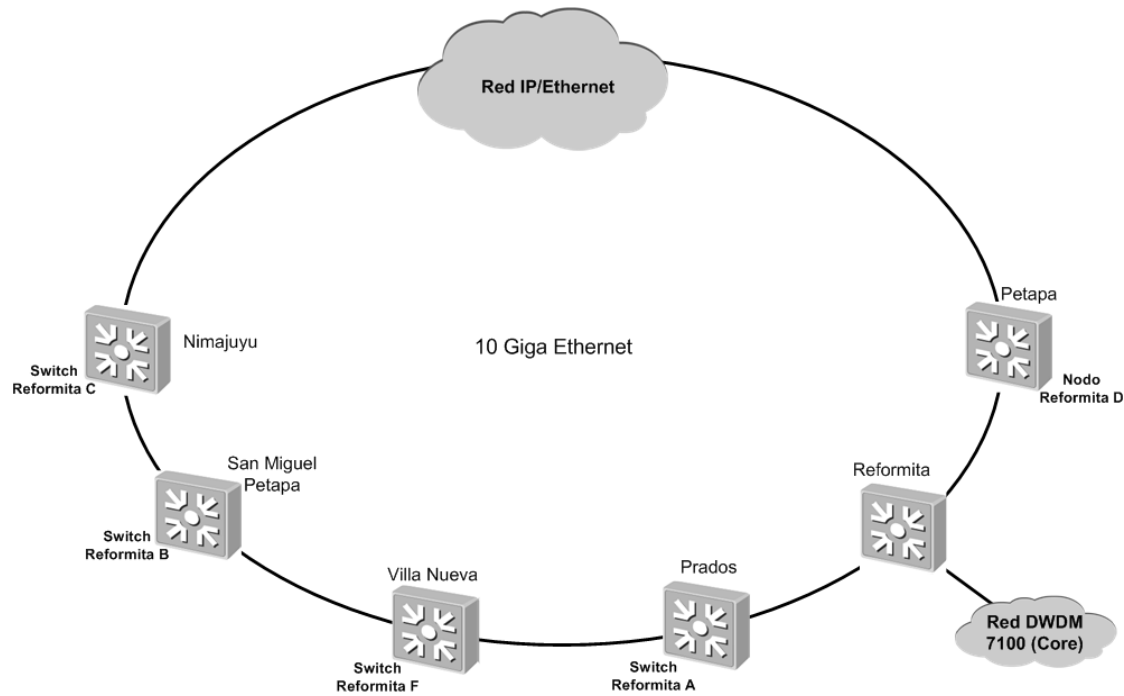 Red IP/Ethernet
Petapa
Nimajuyu
10 Giga Ethernet
Switch
Reformita C
Nodo
Reformita D
San Miguel
Petapa
Reformita
Switch
Reformita B
Villa Nueva
Prados
Red DWDM
7100 (Core)
Switch
Reformita F
Switch
Reformita A